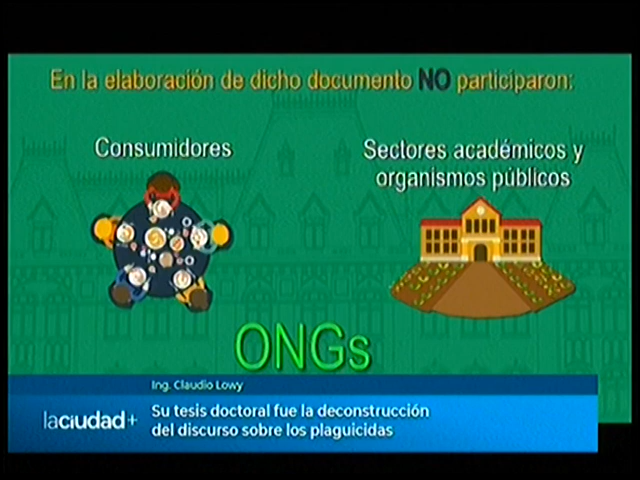 En la elaboración de dicho documento NO participaron:
Consumidores
Sectores académicos y
organismos públicos
ONGs
Ing. Claudio Lowy
laciudad+
Su tesis doctoral fue la deconstrucción
del discurso sobre los plaguicidas